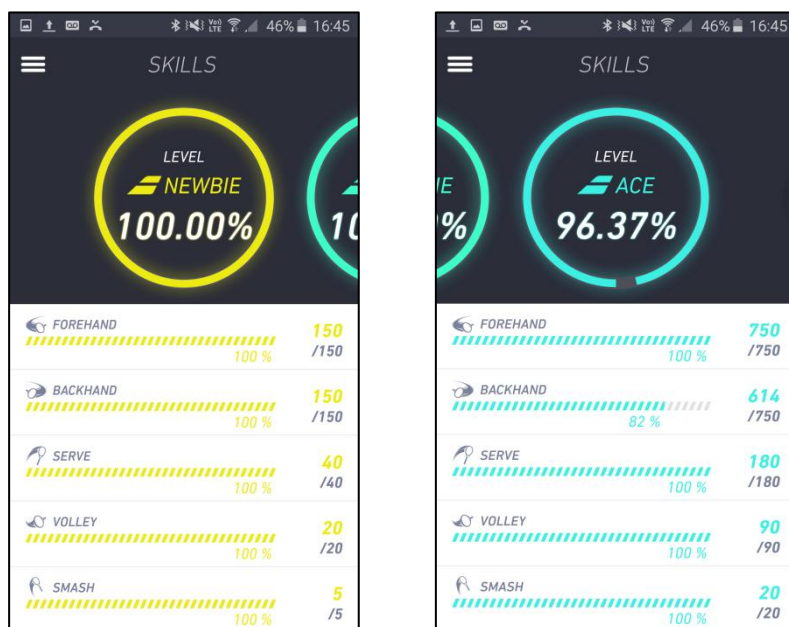 46% 16:45
SKILLS
LEVEL
NEWBIE
100.00%
10
FOREHAND
150
100 %
/150
BACKHAND
150
100 %
/150
SERVE
40
100 %
/40
VOLLEY
20
100 %
/20
SMASH
5
100 %
/5
46% 16:45
SKILLS
IE
%
LEVEL
ACE
96.37%
FOREHAND
750
100 %
/750
BACKHAND
614
82 %
/750
SERVE
180
100 %
/180
VOLLEY
90
100 %
/90
SMASH
20
100 %
/20